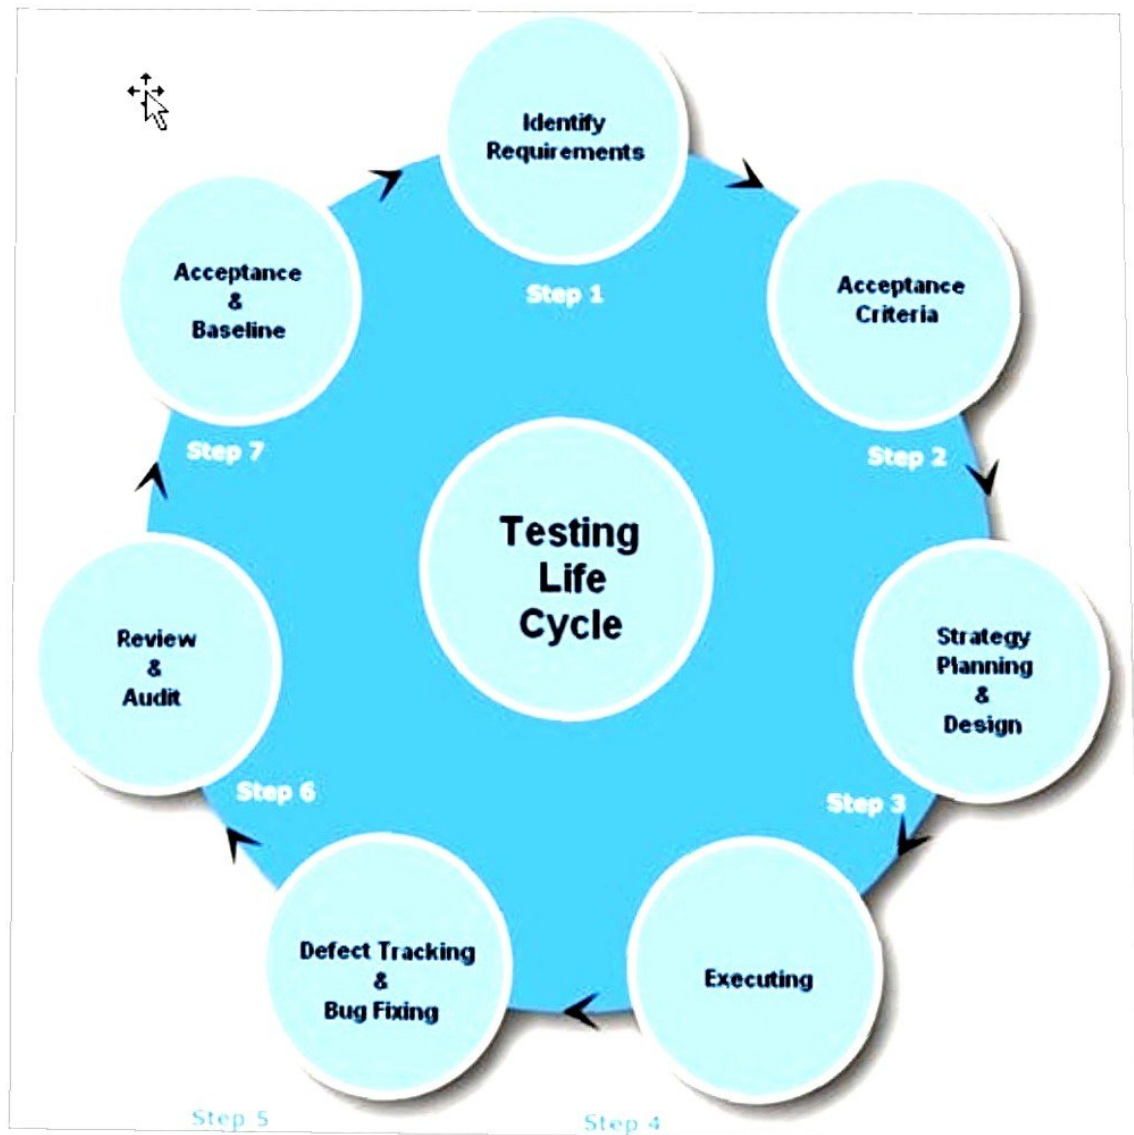 Identify
Requirements
Step 1
Acceptance
Criteria
Step 2
Strategy
Planning
&
Design
Step 3
Executing
Step 4
Defect Tracking
&
Bug Fixing
Step 5
Review
&
Audit
Step 6
Acceptance
&
Baseline
Step 7
Testing
Life
Cycle